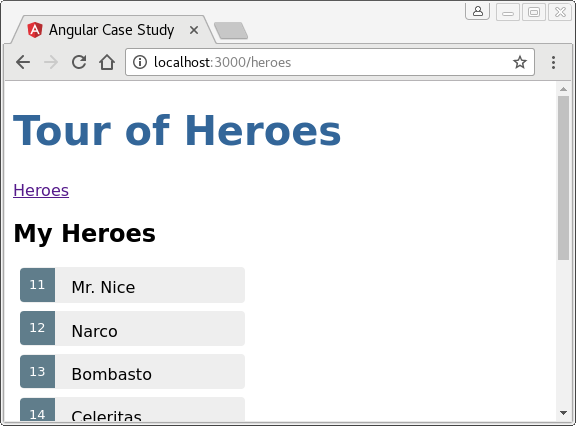 Angular Case Study
localhost:3000/heroes
Tour of Heroes
Heroes
My Heroes
11 Mr. Nice
12 Narco
13 Bombasto
14 Celeritas